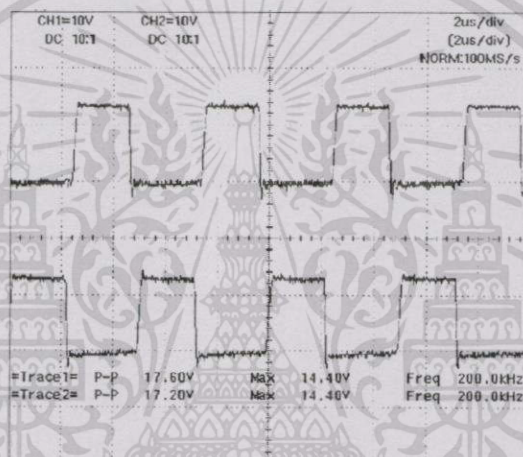 CH1=10V CH2=10V 2us/div
DC 10:1 DC 10:1 (2us/div)
NORM:100MS/s
=Trace1= P-P 17.60V Max 14.40V Freq 200.0kHz
=Trace2= P-P 17.20V Max 14.40V Freq 200.0kHz